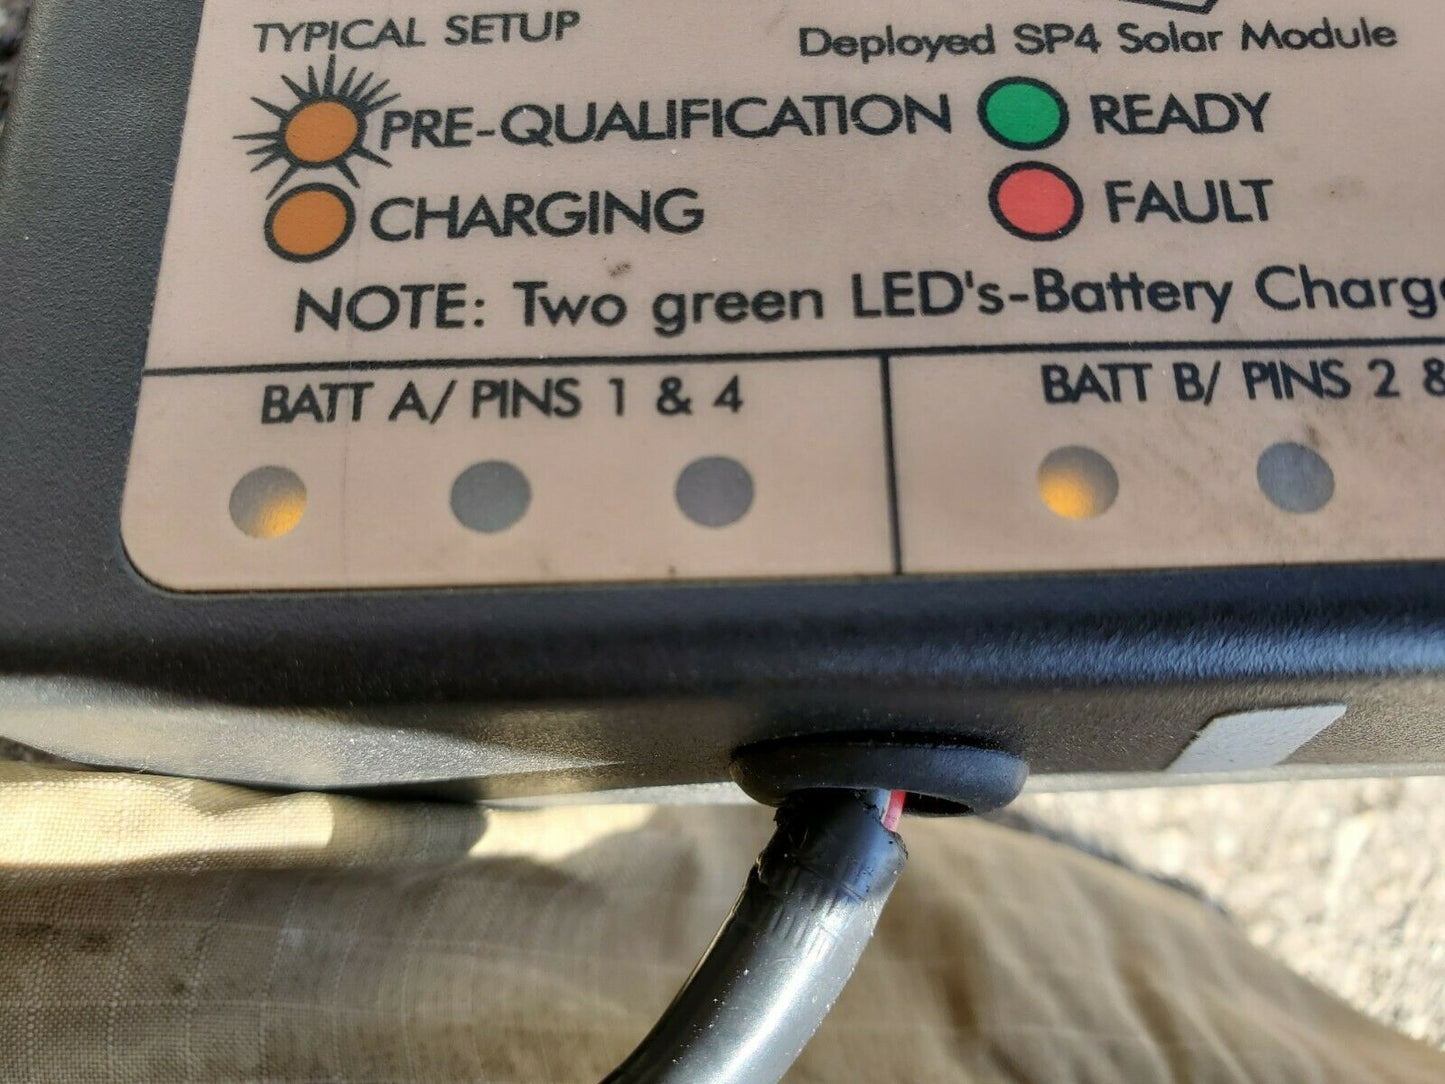 TYPICAL SETUP
Deployed SP4 Solar Module
PRE-QUALIFICATION
READY
CHARGING
FAULT
NOTE: Two green LED's-Battery
BATT A/ PINS 1 & 4
BATT B/ PINS 2 &